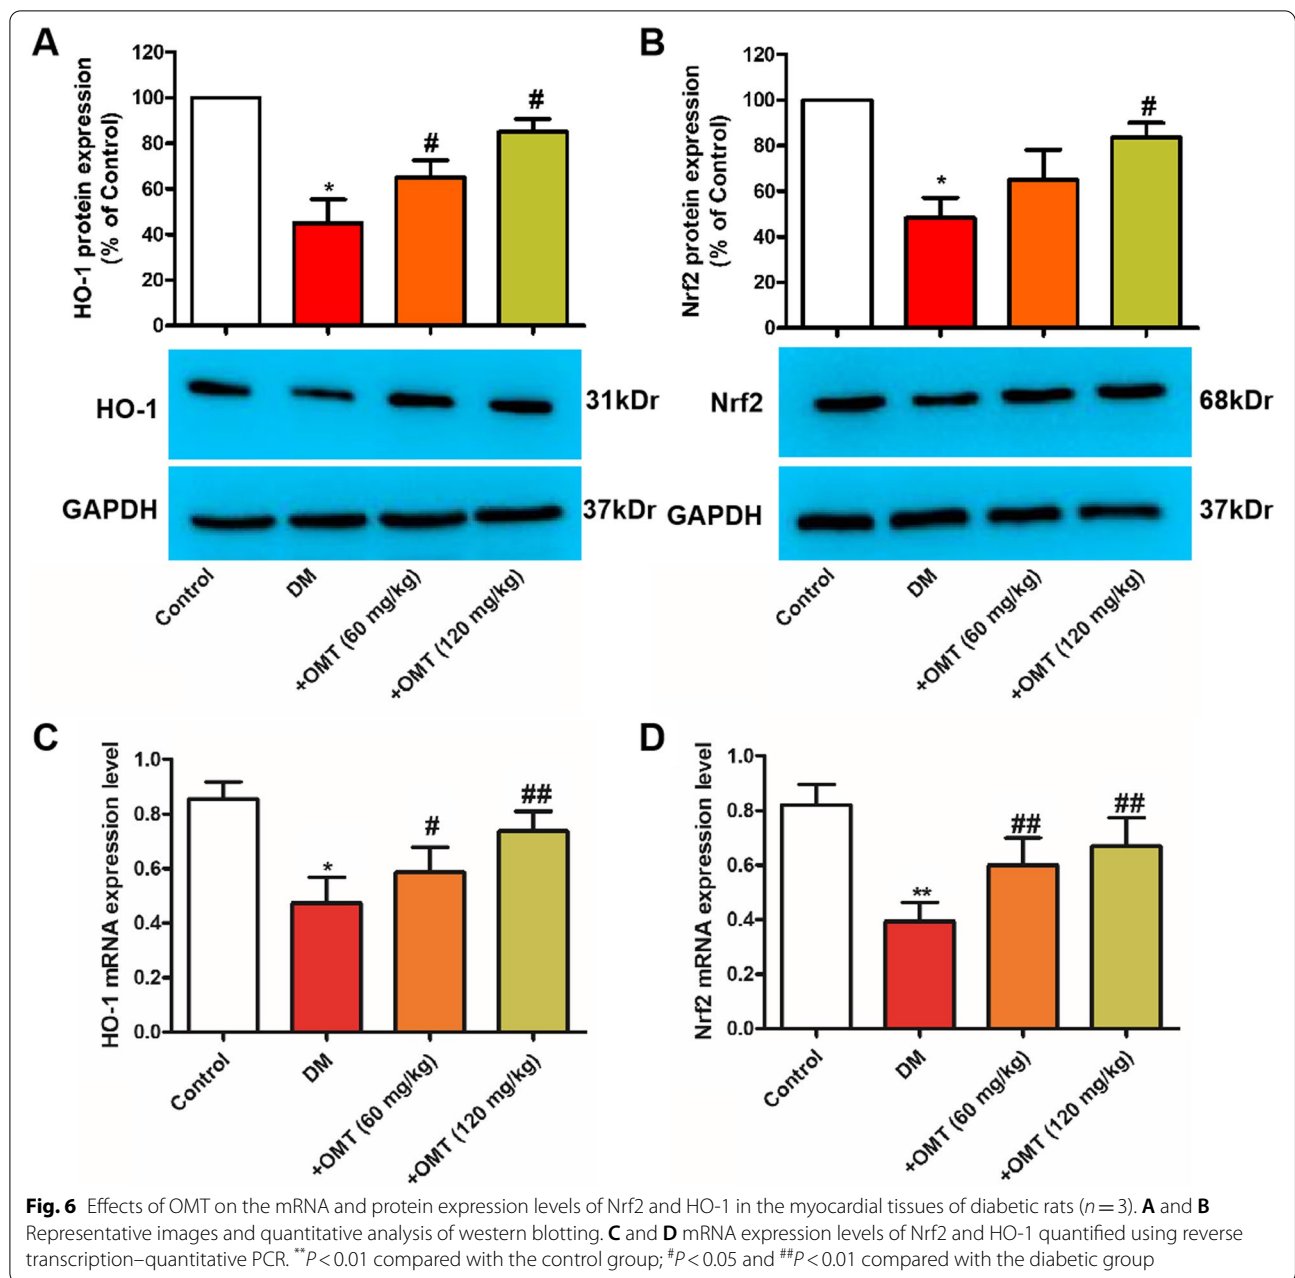 A
HO-1 protein expression
(% of Control)
120
100
80
60
40
20
0
*
#
#
HO-1
31kDr
GAPDH
37kDr
Control
DM
+OMT (60 mg/kg)
+OMT (120 mg/kg)
B
Nrf2 protein expression
(% of Control)
120
100
80
60
40
20
0
*
#
Nrf2
68kDr
GAPDH
37kDr
Control
DM
+OMT (60 mg/kg)
+OMT (120 mg/kg)
C
HO-1 mRNA expression level
1.0
0.8
0.6
0.4
0.2
0.0
*
#
##
Control
DM
+OMT (60 mg/kg)
+OMT (120 mg/kg)
D
Nrf2 mRNA expression level
1.0
0.8
0.6
0.4
0.2
0.0
**
##
##
Control
DM
+OMT (60 mg/kg)
+OMT (120 mg/kg)
Fig. 6 Effects of OMT on the mRNA and protein expression levels of Nrf2 and HO-1 in the myocardial tissues of diabetic rats (n = 3). A and B
Representative images and quantitative analysis of western blotting. C and D mRNA expression levels of Nrf2 and HO-1 quantified using reverse
transcription–quantitative PCR. **P < 0.01 compared with the control group; #P < 0.05 and ##P < 0.01 compared with the diabetic group